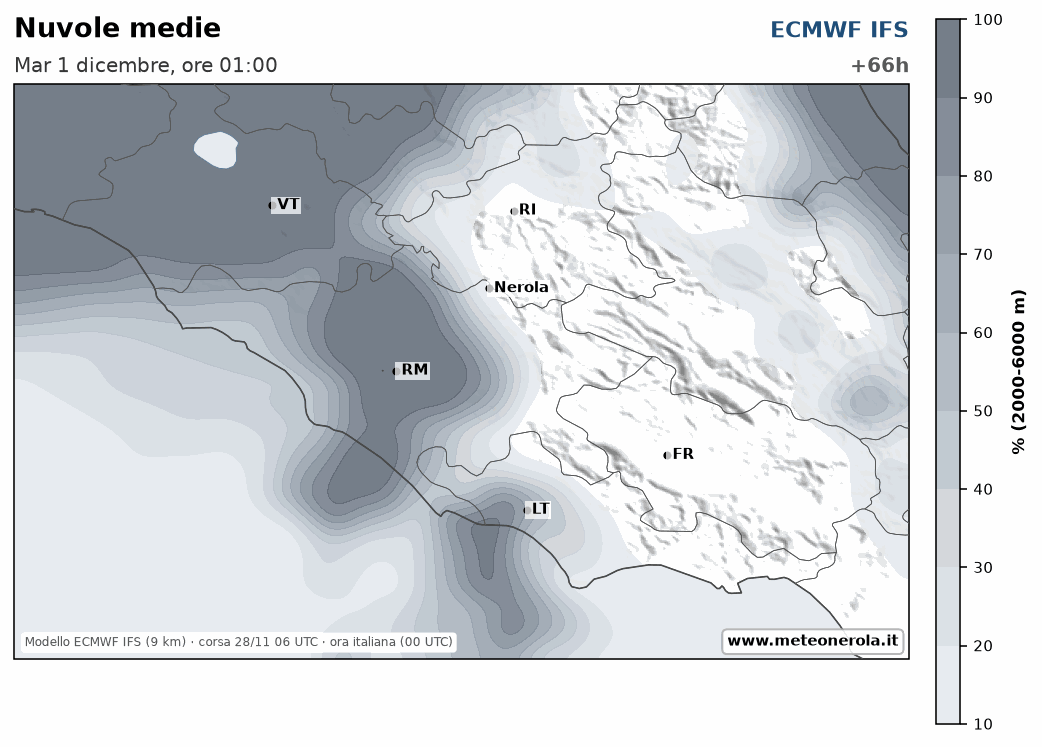 Nuvole medie
ECMWF IFS
Mar 1 dicembre, ore 01:00
+66h
VT
RI
Nerola
RM
FR
LT
Modello ECMWF IFS (9 km) · corsa 28/11 06 UTC · ora italiana (00 UTC)
www.meteonerola.it
100
90
80
70
60
50
40
30
20
10
% (2000-6000 m)